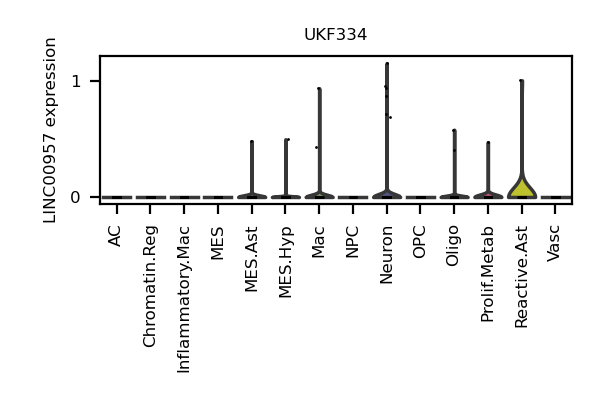 UKF334
LINC00957 expression
1
0
AC
Chromatin.Reg
Inflammatory.Mac
MES
MES.Ast
MES.Hyp
Mac
NPC
Neuron
OPC
Oligo
Prolif.Metab
Reactive.Ast
Vasc